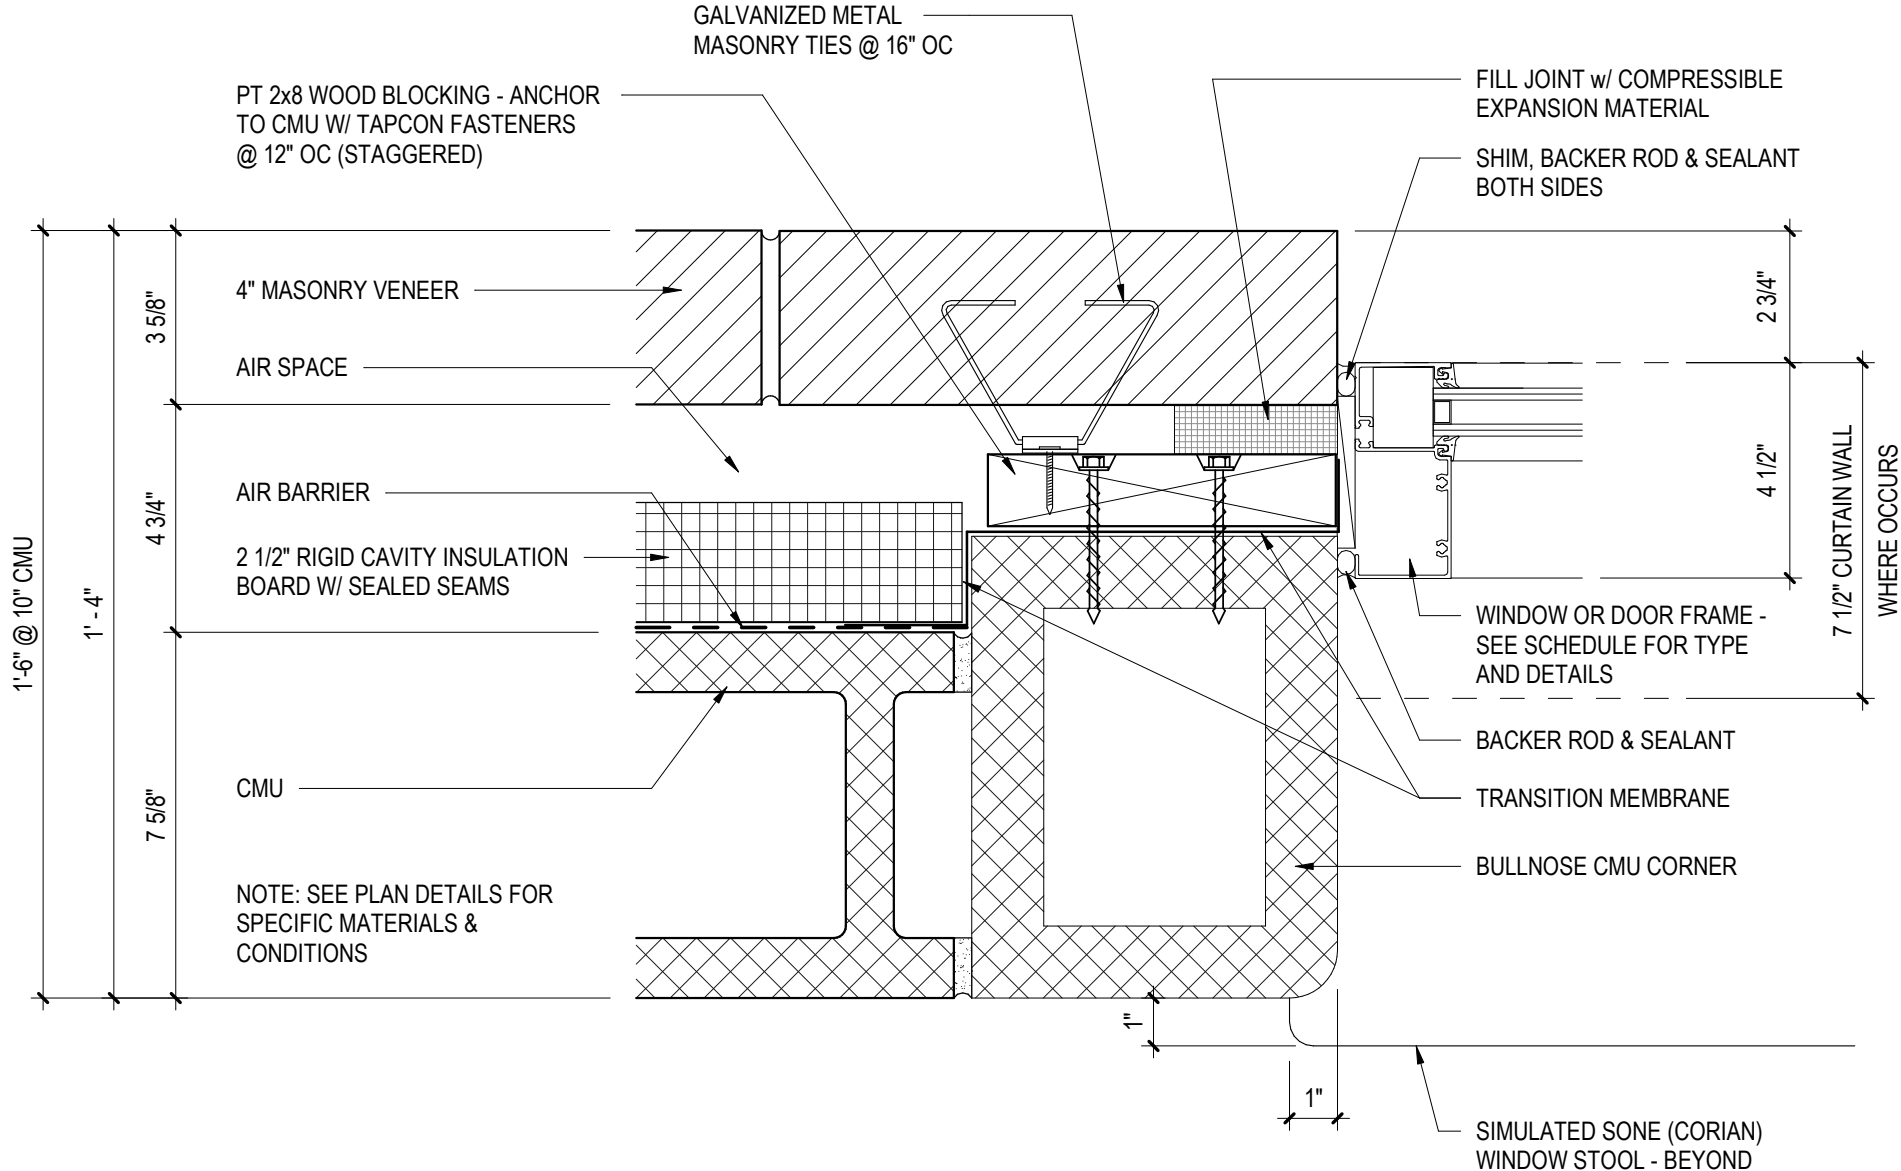 GALVANIZED METAL
MASONRY TIES @ 16" OC
PT 2x8 WOOD BLOCKING - ANCHOR
TO CMU W/ TAPCON FASTENERS
@ 12" OC (STAGGERED)
FILL JOINT w/ COMPRESSIBLE
EXPANSION MATERIAL
SHIM, BACKER ROD & SEALANT
BOTH SIDES
4" MASONRY VENEER
AIR SPACE
AIR BARRIER
2 1/2" RIGID CAVITY INSULATION
BOARD W/ SEALED SEAMS
CMU
NOTE: SEE PLAN DETAILS FOR
SPECIFIC MATERIALS &
CONDITIONS
1'-6" @ 10" CMU
1' - 4"
3 5/8"
4 3/4"
7 5/8"
2 3/4"
4 1/2"
7 1/2" CURTAIN WALL
WHERE OCCURS
WINDOW OR DOOR FRAME -
SEE SCHEDULE FOR TYPE
AND DETAILS
BACKER ROD & SEALANT
TRANSITION MEMBRANE
BULLNOSE CMU CORNER
1"
1"
SIMULATED SONE (CORIAN)
WINDOW STOOL - BEYOND